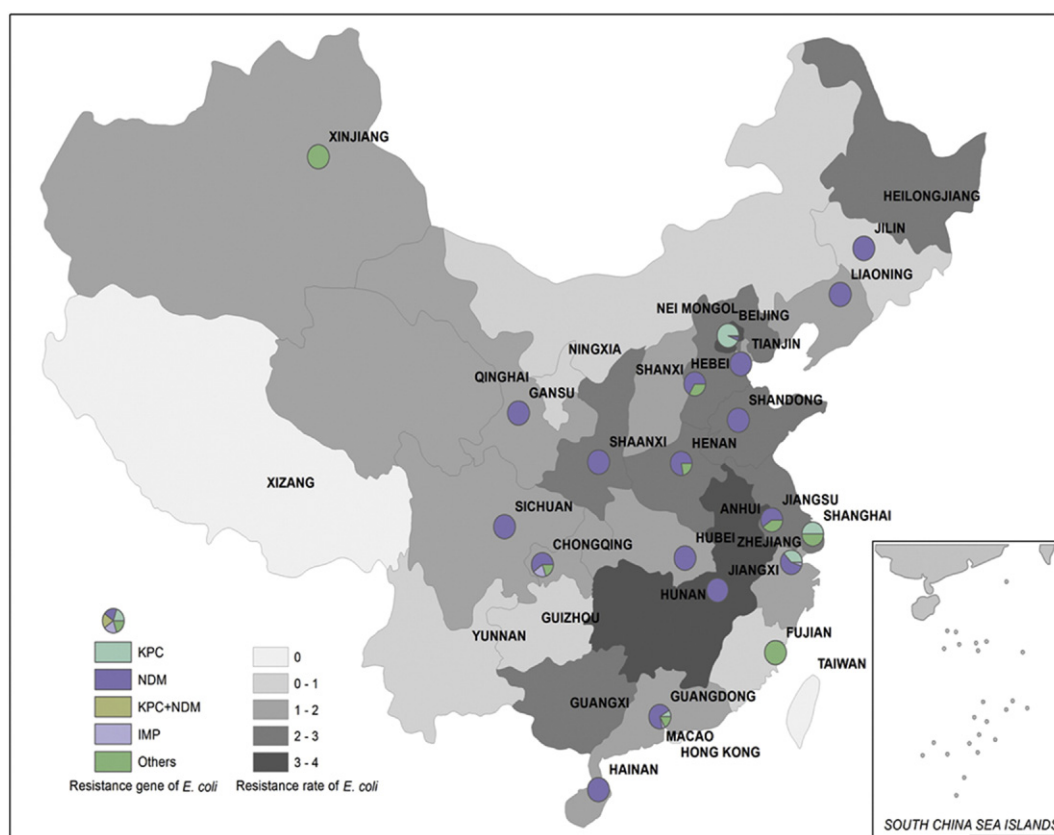 XINJIANG
HEILONGJIANG
JILIN
LIAONING
NEI MONGOL
BEIJING
TIANJIN
NINGXIA
HEBEI
SHANXI
QINGHAI
GANSU
SHANDONG
SHAANXI
HENAN
XIZANG
JIANGSU
ANHUI
SHANGHAI
SICHUAN
CHONGQING
HUBEI
ZHEJIANG
JIANGXI
HUNAN
GUIZHOU
YUNNAN
FUJIAN
TAIWAN
GUANGXI
GUANGDONG
MACAO
HONG KONG
HAINAN
KPC
NDM
KPC+NDM
IMP
Others
Resistance gene of E. coli
0
0 - 1
1 - 2
2 - 3
3 - 4
Resistance rate of E. coli
SOUTH CHINA SEA ISLANDS